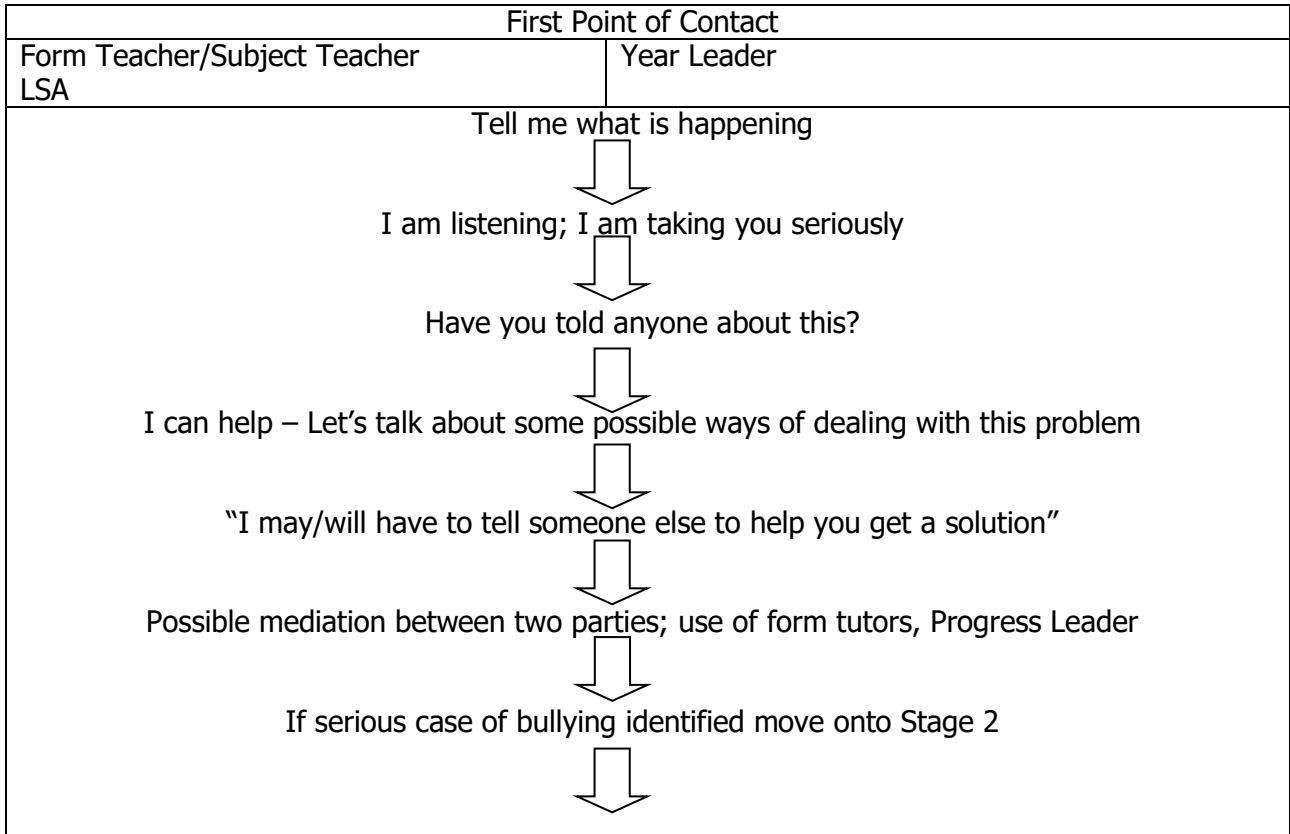 First Point of Contact
Form Teacher/Subject Teacher
LSA
Year Leader
Tell me what is happening
I am listening; I am taking you seriously
Have you told anyone about this?
I can help – Let’s talk about some possible ways of dealing with this problem
“I may/will have to tell someone else to help you get a solution”
Possible mediation between two parties; use of form tutors, Progress Leader
If serious case of bullying identified move onto Stage 2